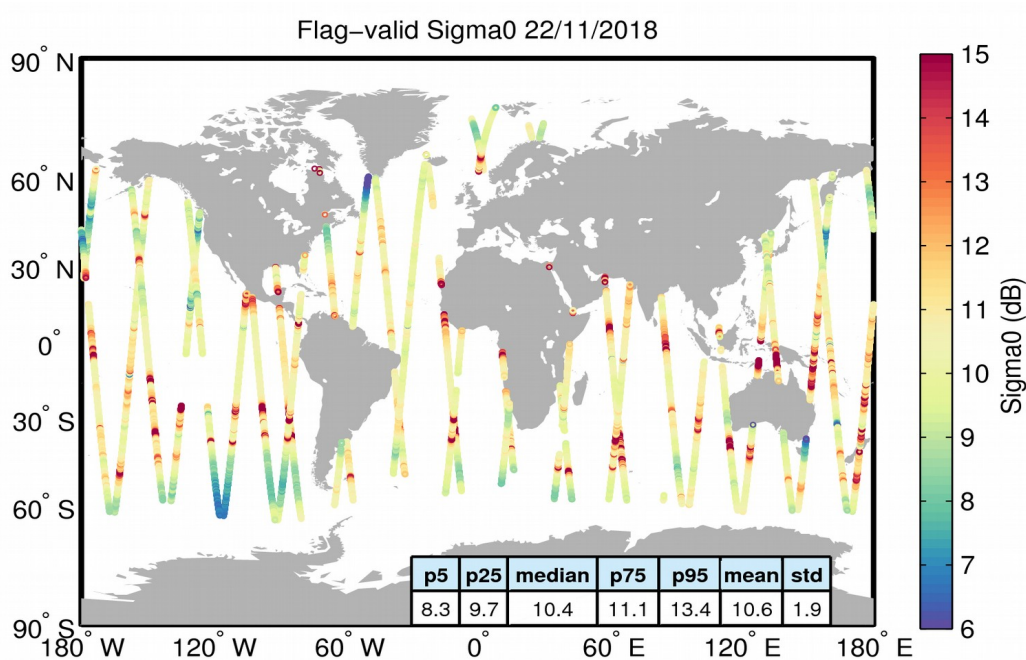 Flag−valid Sigma0 22/11/2018
90° N
60° N
30° N
0°
30° S
60° S
90° S
180° W
120° W
60° W
0°
60° E
120° E
180° E
15
14
13
12
11
10
9
8
7
6
Sigma0 (dB)
p5 p25 median p75 p95 mean std
8.3 9.7 10.4 11.1 13.4 10.6 1.9